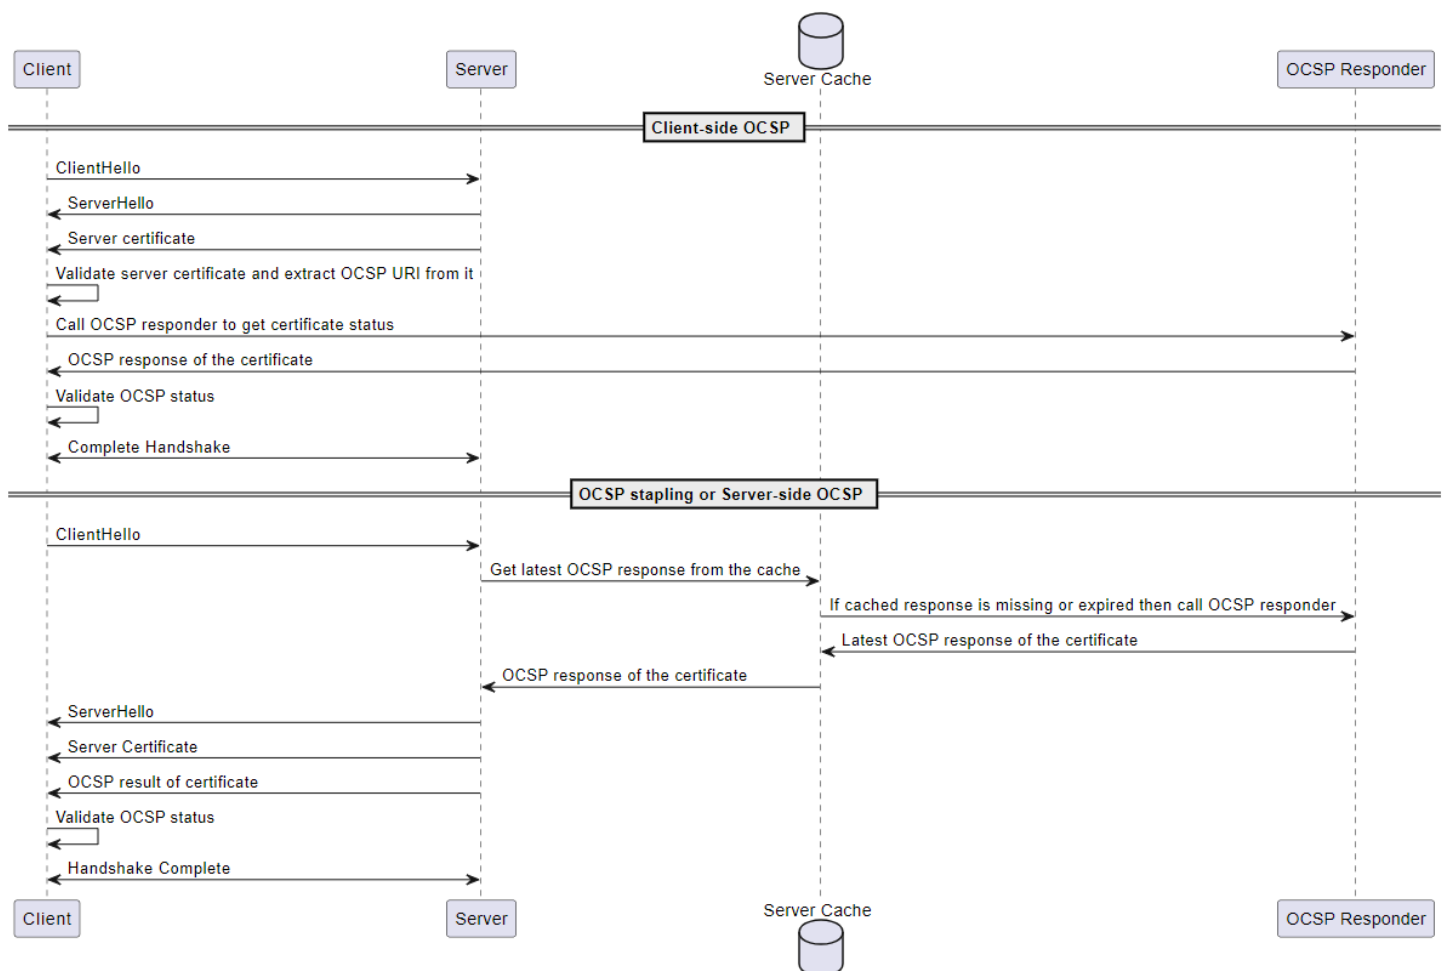 Client
Server
Server Cache
OCSP Responder
Client-side OCSP
ClientHello
ServerHello
Server certificate
Validate server certificate and extract OCSP URI from it
Call OCSP responder to get certificate status
OCSP response of the certificate
Validate OCSP status
Complete Handshake
OCSP stapling or Server-side OCSP
ClientHello
Get latest OCSP response from the cache
If cached response is missing or expired then call OCSP responder
Latest OCSP response of the certificate
OCSP response of the certificate
ServerHello
Server Certificate
OCSP result of certificate
Validate OCSP status
Handshake Complete
Client
Server
Server Cache
OCSP Responder